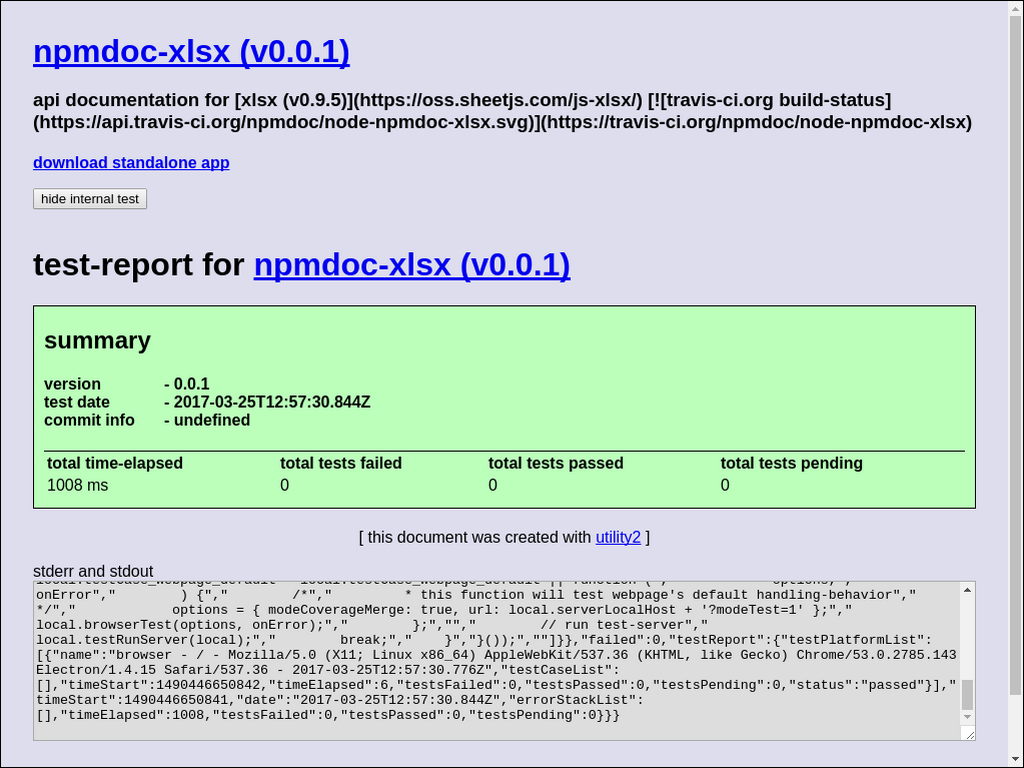 npmdoc-xlsx (v0.0.1)
api documentation for [xlsx (v0.9.5)](https://oss.sheetjs.com/js-xlsx/) [![travis-ci.org build-status]
(https://api.travis-ci.org/npmdoc/node-npmdoc-xlsx.svg)](https://travis-ci.org/npmdoc/node-npmdoc-xlsx)
download standalone app
hide internal test
test-report for npmdoc-xlsx (v0.0.1)
summary
version - 0.0.1
test date - 2017-03-25T12:57:30.844Z
commit info - undefined
total time-elapsed total tests failed total tests passed total tests pending
1008 ms 0 0 0
[ this document was created with utility2 ]
stderr and stdout
local.testCase_webpage_default = local.testCase_webpage_default || function (","            options,","
onError","        ) {","        /*","         * this function will test webpage's default handling-behavior","
*/","            options = { modeCoverageMerge: true, url: local.serverLocalHost + '?modeTest=1' };","
local.browserTest(options, onError);","        };","","        // run test-server","
local.testRunServer(local);","        break;","    }","}());",""]}},"failed":0,"testReport":{"testPlatformList":
[{"name":"browser - / - Mozilla/5.0 (X11; Linux x86_64) AppleWebKit/537.36 (KHTML, like Gecko) Chrome/53.0.2785.143
Electron/1.4.15 Safari/537.36 - 2017-03-25T12:57:30.776Z","testCaseList":
[],"timeStart":1490446650842,"timeElapsed":6,"testsFailed":0,"testsPassed":0,"testsPending":0,"status":"passed"}],"
timeStart":1490446650841,"date":"2017-03-25T12:57:30.844Z","errorStackList":
[],"timeElapsed":1008,"testsFailed":0,"testsPassed":0,"testsPending":0}}}